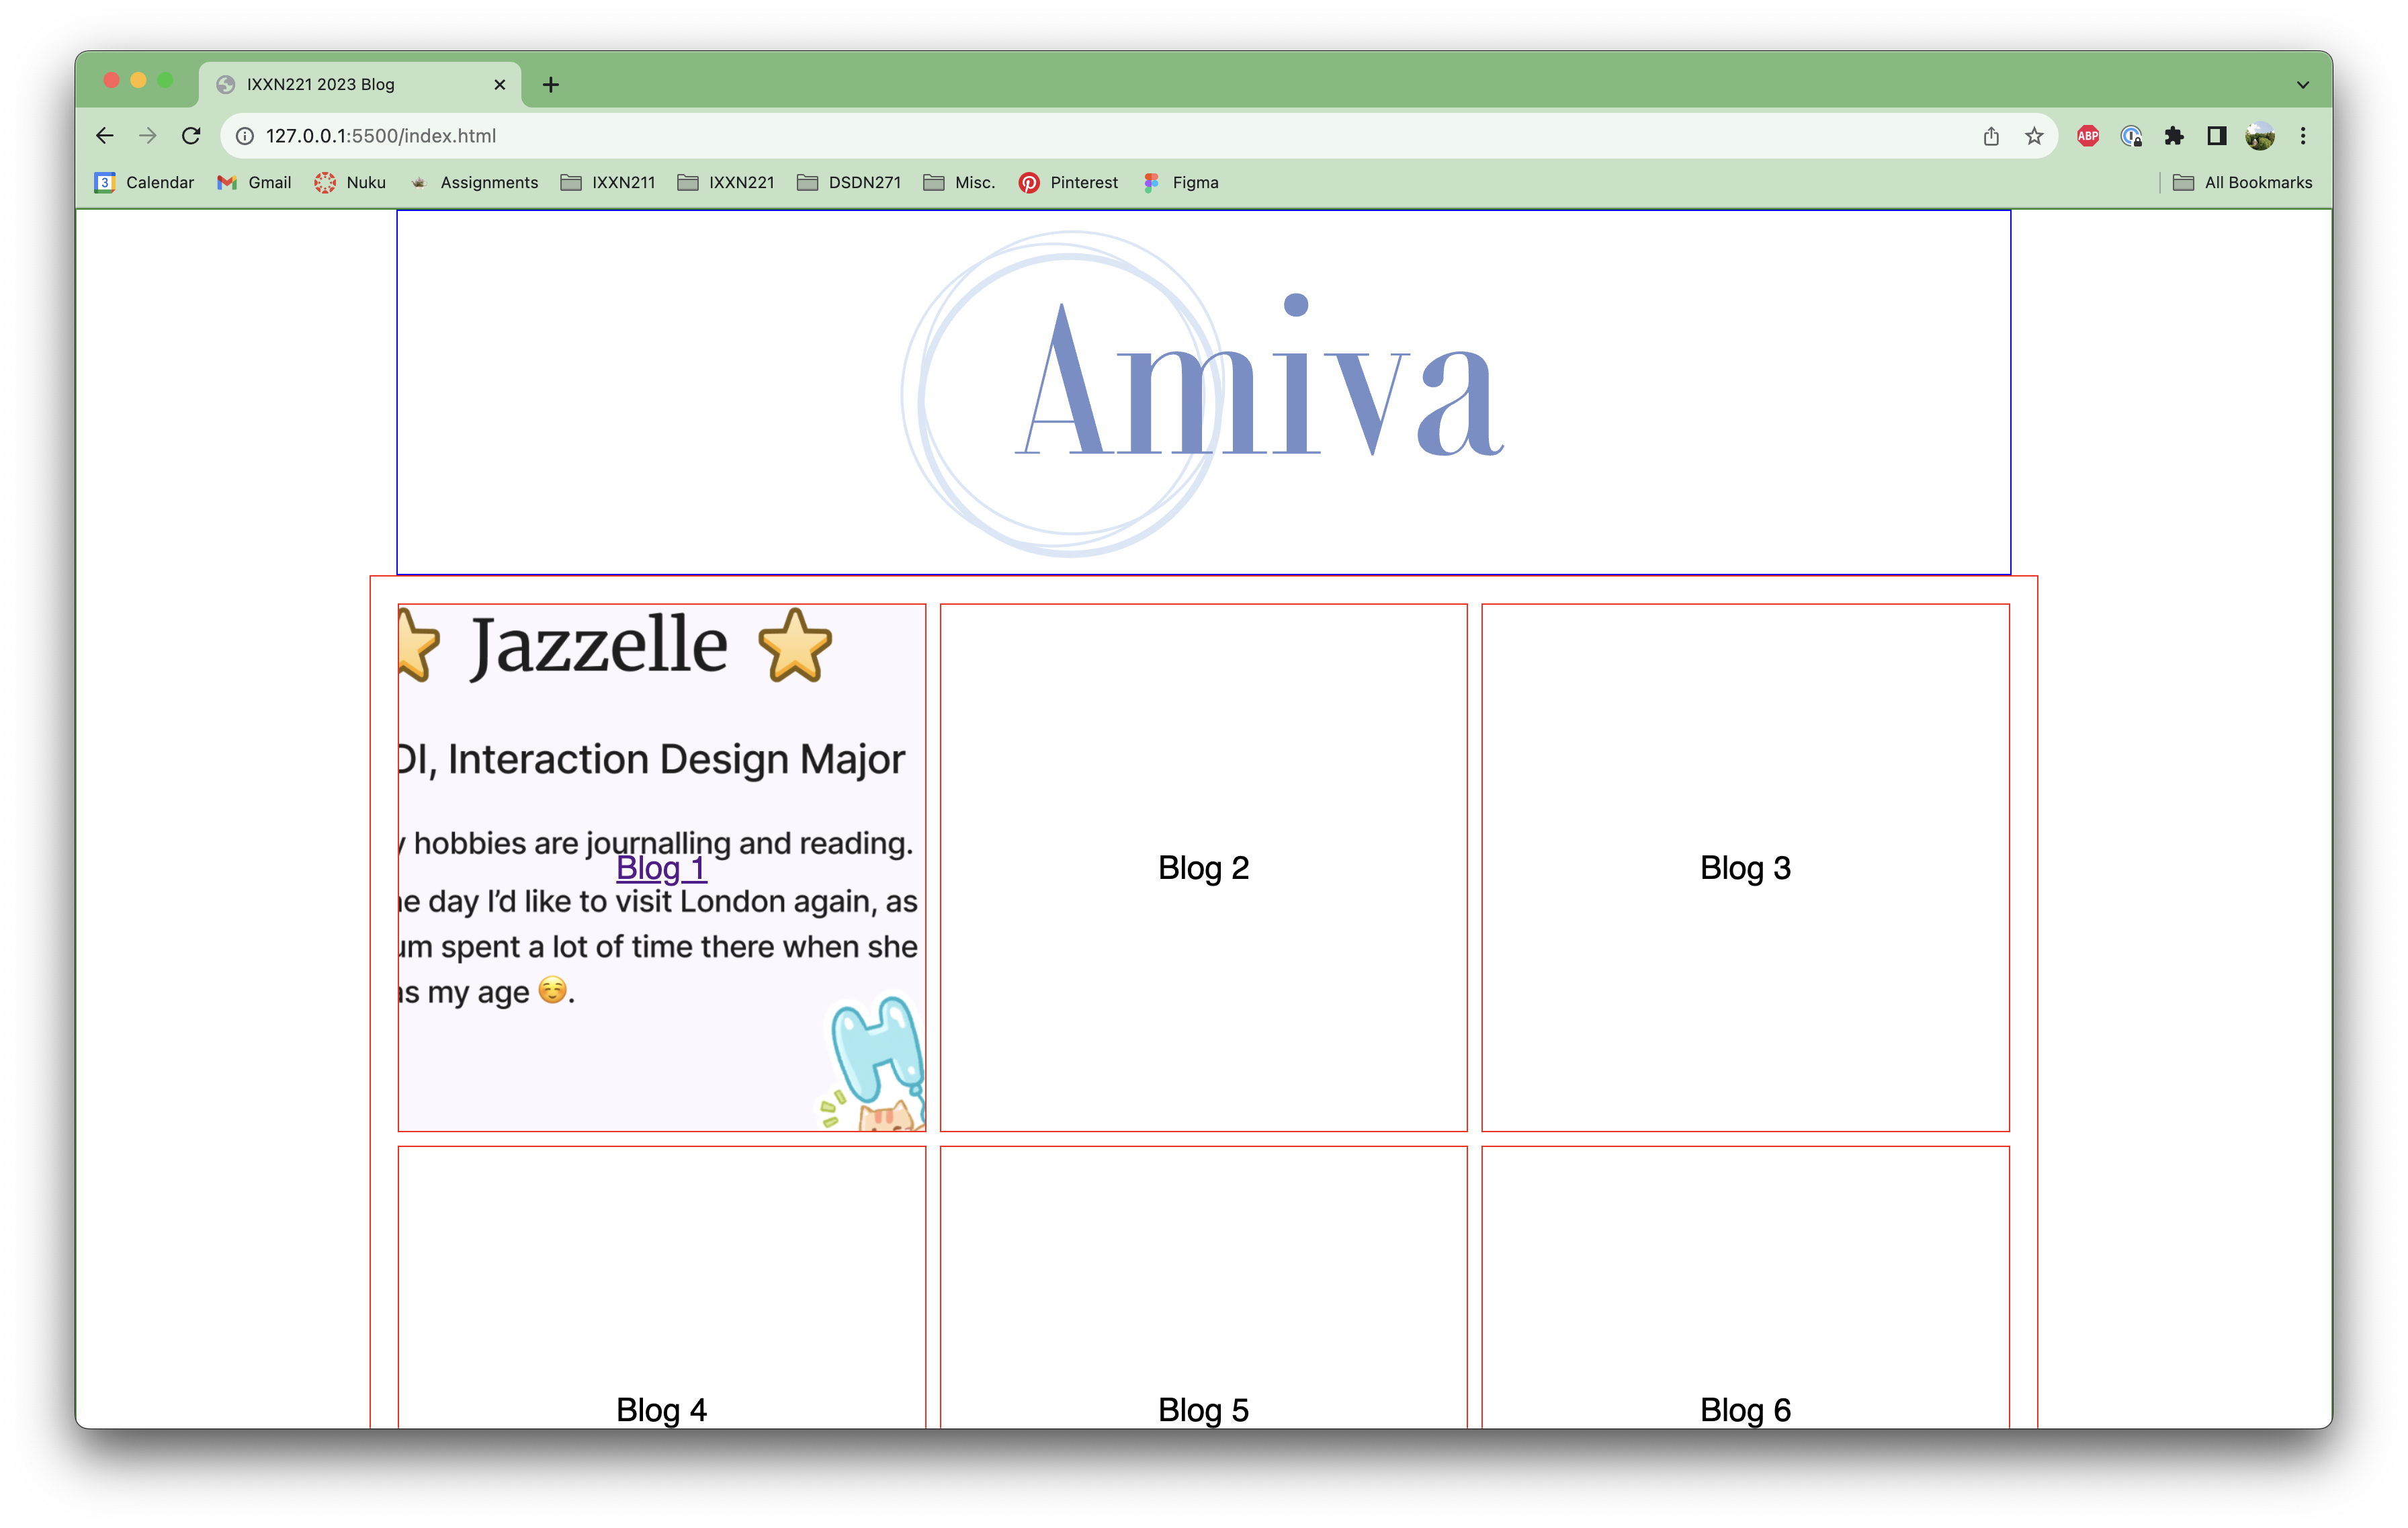 IXXN221 2023 Blog
127.0.0.1:5500/index.html
ABP
3 Calendar Gmail Nuku Assignments IXXN211 IXXN221 DSDN271 Misc. Pinterest Figma All Bookmarks
Amiva
Jazzelle
DI, Interaction Design Major
y hobbies are journalling and reading.
Blog 1
Blog 2
Blog 3
ne day I’d like to visit London again, as
um spent a lot of time there when she
as my age ☺️.
H
Blog 4
Blog 5
Blog 6